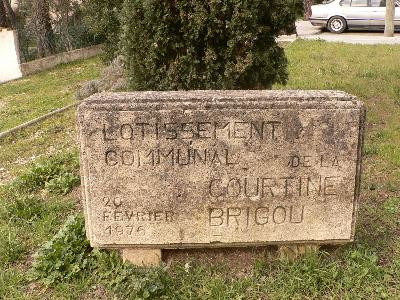 LOTISSEMENT
COMMUNAL DE LA
COURTINE
BRIGOU
20
FEVRIER
1976